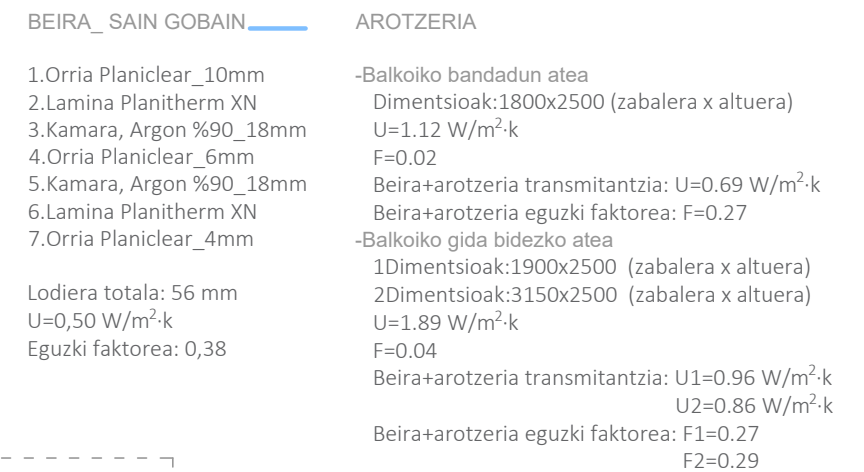 BEIRA_ SAIN GOBAIN
1.Orria Planiclear_10mm
2.Lamina Planitherm XN
3.Kamara, Argon %90_18mm
4.Orria Planiclear_6mm
5.Kamara, Argon %90_18mm
6.Lamina Planitherm XN
7.Orria Planiclear_4mm
Lodiera totala: 56 mm
U=0,50 W/m²·k
Eguzki faktorea: 0,38
AROTZERIA
-Balkoiko bandadun atea
Dimentsioak:1800x2500 (zabalera x altuera)
U=1.12 W/m²·k
F=0.02
Beira+arotzeria transmitantzia: U=0.69 W/m²·k
Beira+arotzeria eguzki faktorea: F=0.27
-Balkoiko gida bidezko atea
1Dimentsioak:1900x2500 (zabalera x altuera)
2Dimentsioak:3150x2500 (zabalera x altuera)
U=1.89 W/m²·k
F=0.04
Beira+arotzeria transmitantzia: U1=0.96 W/m²·k
U2=0.86 W/m²·k
Beira+arotzeria eguzki faktorea: F1=0.27
F2=0.29